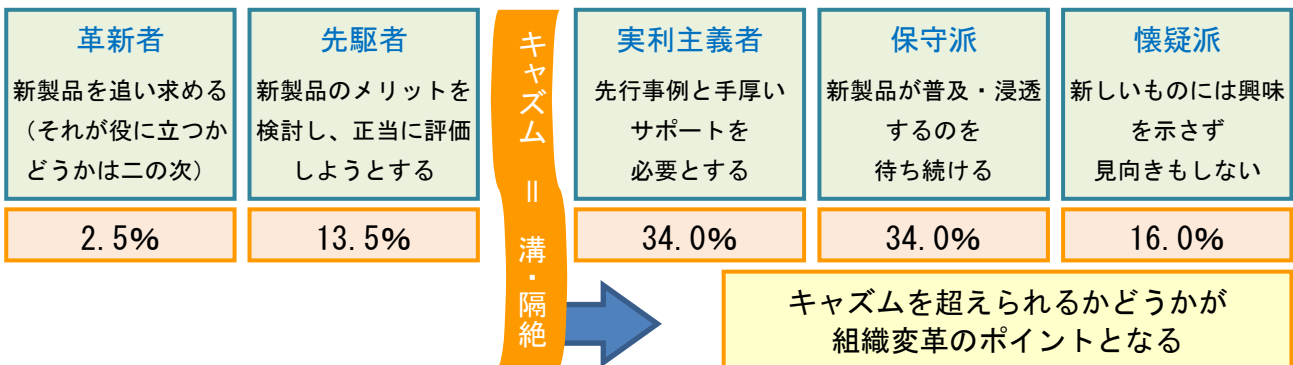 革新者
新製品を追い求める
（それが役に立つか
どうかは二の次）
2.5%
先駆者
新製品のメリットを
検討し、正当に評価
しようとする
13.5%
キャズム ＝ 溝・隔絶
実利主義者
先行事例と手厚い
サポートを
必要とする
34.0%
保守派
新製品が普及・浸透
するのを
待ち続ける
34.0%
懐疑派
新しいものには興味
を示さず
見向きもしない
16.0%
キャズムを超えられるかどうかが
組織変革のポイントとなる